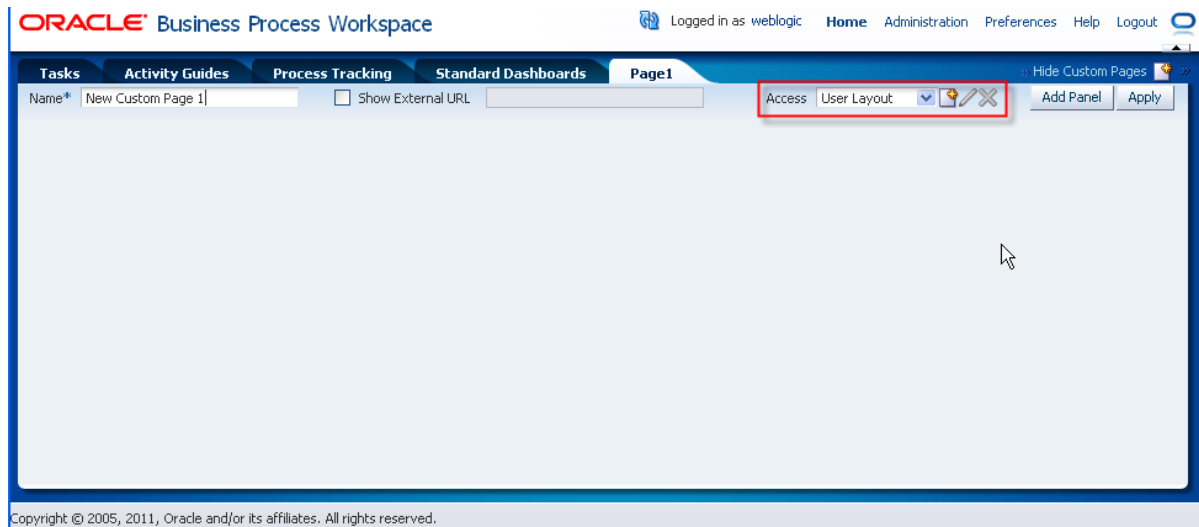 ORACLE Business Process Workspace
Logged in as weblogic Home Administration Preferences Help Logout
Tasks Activity Guides Process Tracking Standard Dashboards Page1 Hide Custom Pages
Name* New Custom Page 1 Show External URL Access User Layout Add Panel Apply
Copyright © 2005, 2011, Oracle and/or its affiliates. All rights reserved.